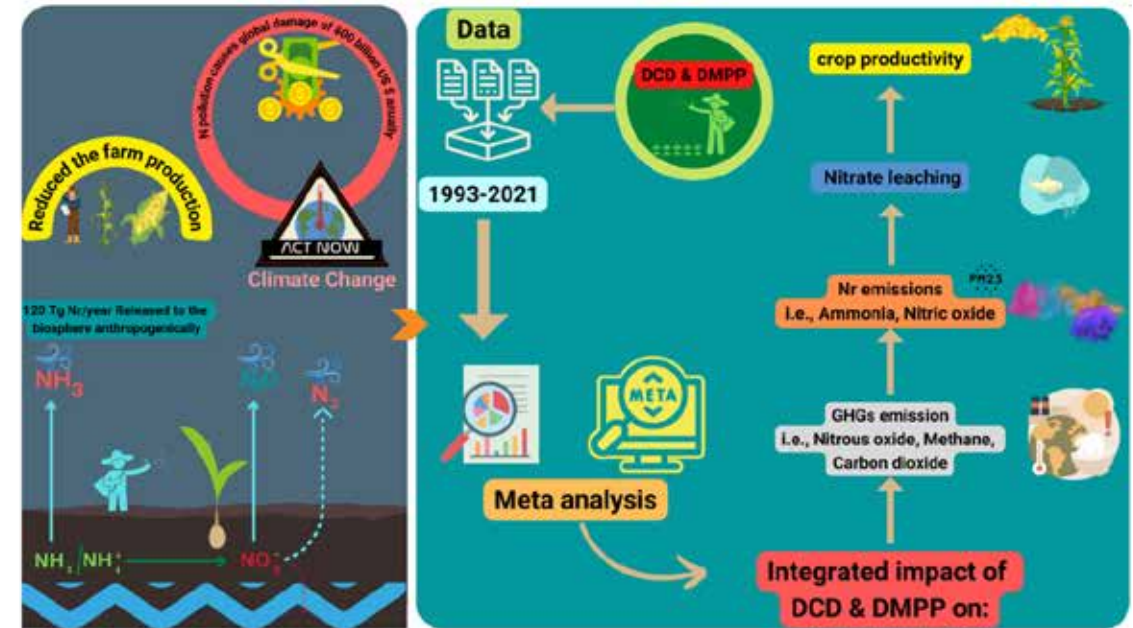 N pollution causes global damage of 800 billion US $ anually
Reduced the farm production
ACT NOW
Climate Change
120 Tg Nr/year Released to the
biosphere anthropogenically
NH3
N2
NH3/NH4+
NO3-
Data
DCD & DMPP
1993-2021
META
Meta analysis
Integrated impact of
DCD & DMPP on:
GHGs emission
i.e., Nitrous oxide, Methane,
Carbon dioxide
Nr emissions
i.e., Ammonia, Nitric oxide
PM2.5
Nitrate leaching
crop productivity